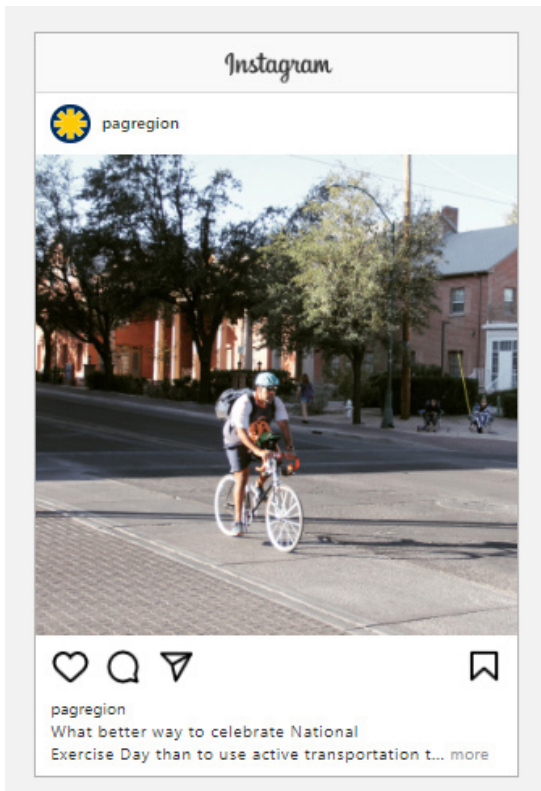 Instagram
pagregion
pagregion
What better way to celebrate National
Exercise Day than to use active transportation t... more